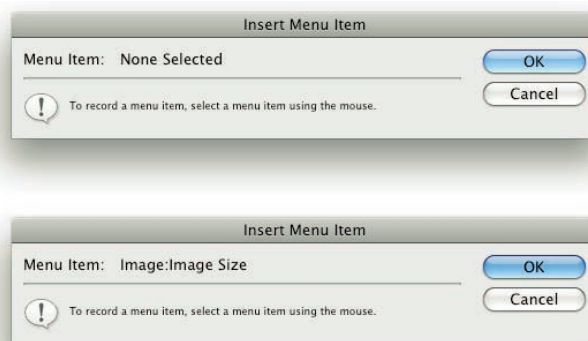 Insert Menu Item
Menu Item: None Selected
OK
Cancel
! To record a menu item, select a menu item using the mouse.
Insert Menu Item
Menu Item: Image:Image Size
OK
Cancel
! To record a menu item, select a menu item using the mouse.